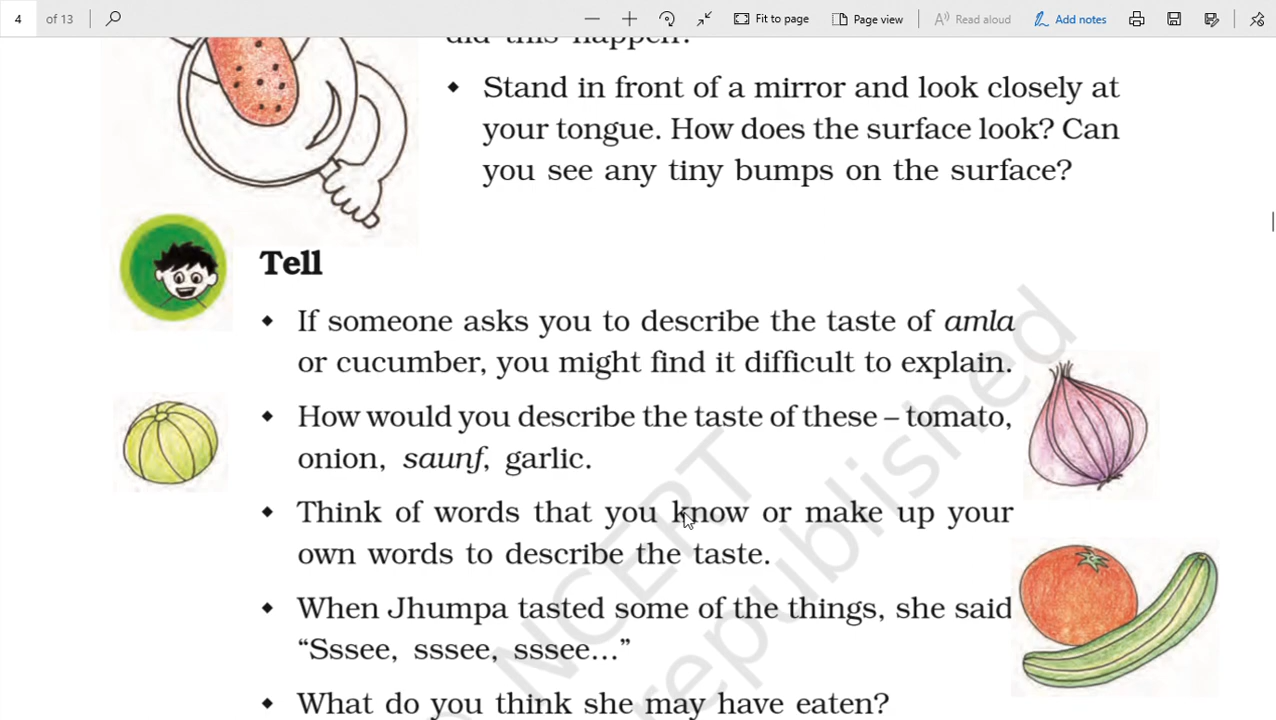 4 of 13 Fit to page Page view Read aloud Add notes
did this happen?
◆ Stand in front of a mirror and look closely at
your tongue. How does the surface look? Can
you see any tiny bumps on the surface?
Tell
◆ If someone asks you to describe the taste of amla
or cucumber, you might find it difficult to explain.
◆ How would you describe the taste of these – tomato,
onion, saunf, garlic.
◆ Think of words that you know or make up your
own words to describe the taste.
◆ When Jhumpa tasted some of the things, she said
“Sssee, sssee, sssee...”
◆ What do you think she may have eaten?
NCERT
republished